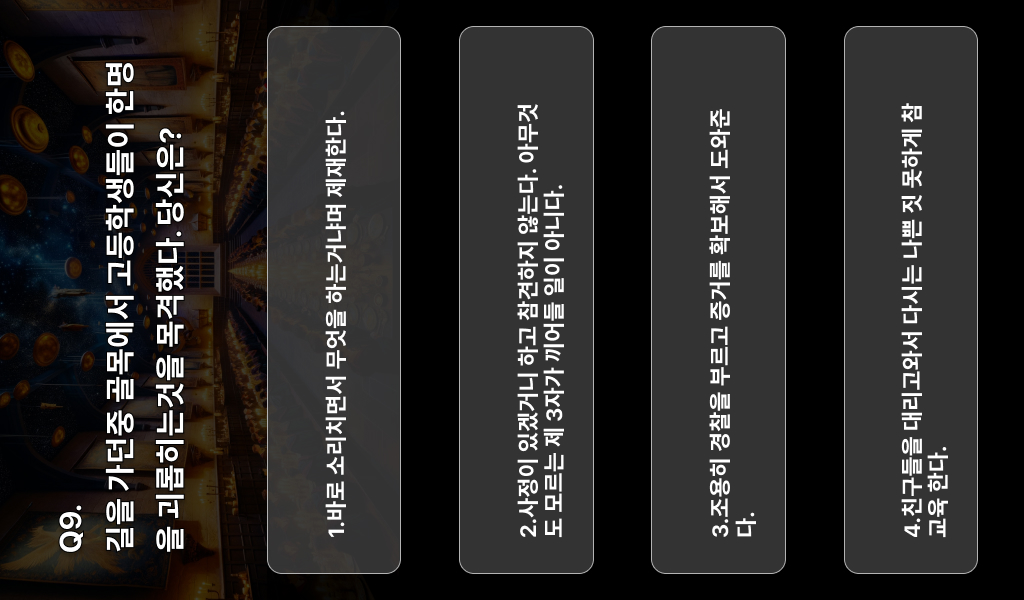 Q9.
길을 가던중 골목에서 고등학생들이 한명
을 괴롭히는것을 목격했다. 당신은?
1.바로 소리치면서 무엇을 하는거냐며 제재한다.
2.사정이 있겠거니 하고 참견하지 않는다. 아무것
도 모르는 제 3자가 끼어들 일이 아니다.
3.조용히 경찰을 부르고 증거를 확보해서 도와준
다.
4.친구들을 대리고와서 다시는 나쁜 짓 못하게 참
교육 한다.